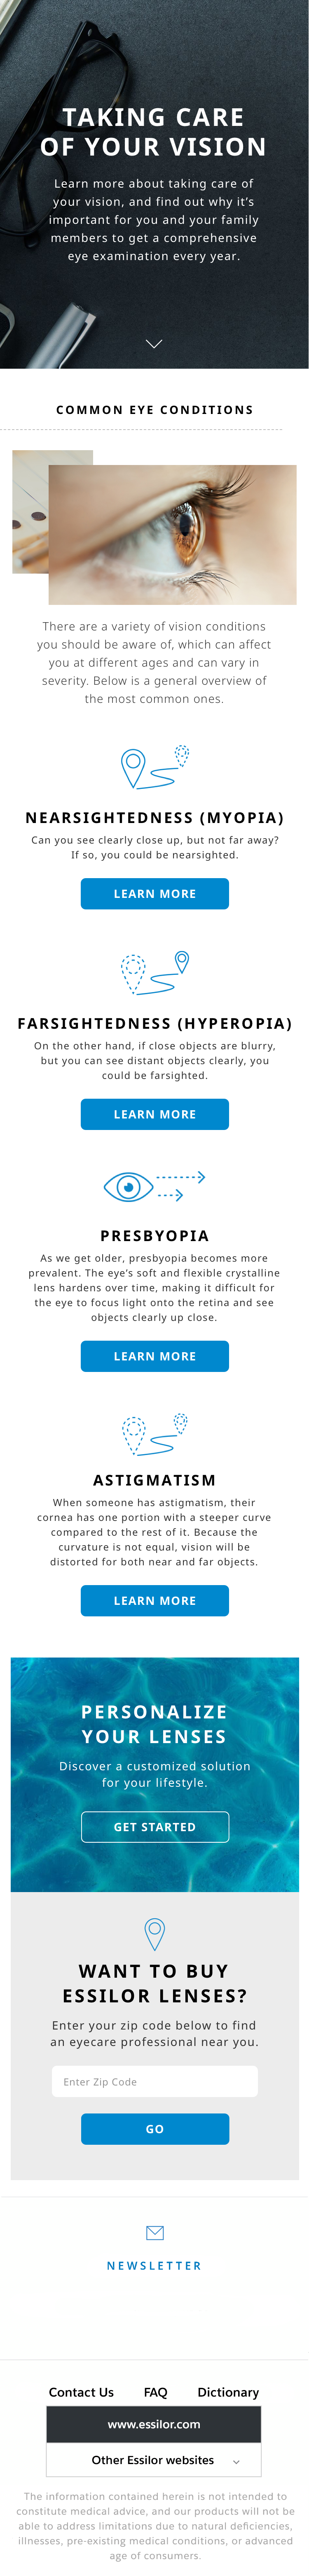 TAKING CARE
OF YOUR VISION
Learn more about taking care of
your vision, and find out why it's
important for you and your family
members to get a comprehensive
eye examination every year.
COMMON EYE CONDITIONS
There are a variety of vision conditions
you should be aware of, which can affect
you at different ages and can vary in
severity. Below is a general overview of
the most common ones.
NEARSIGHTEDNESS (MYOPIA)
Can you see clearly close up, but not far away?
If so, you could be nearsighted.
LEARN MORE
FARSIGHTEDNESS (HYPEROPIA)
On the other hand, if close objects are blurry,
but you can see distant objects clearly, you
could be farsighted.
LEARN MORE
PRESBYOPIA
As we get older, presbyopia becomes more
prevalent. The eye's soft and flexible crystalline
lens hardens over time, making it difficult for
the eye to focus light onto the retina and see
objects clearly up close.
LEARN MORE
ASTIGMATISM
When someone has astigmatism, their
cornea has one portion with a steeper curve
compared to the rest of it. Because the
curvature is not equal, vision will be
distorted for both near and far objects.
LEARN MORE
PERSONALIZE
YOUR LENSES
Discover a customized solution
for your lifestyle.
GET STARTED
WANT TO BUY
ESSILOR LENSES?
Enter your zip code below to find
an eyecare professional near you.
Enter Zip Code
GO
NEWSLETTER
Contact Us FAQ Dictionary
www.essilor.com
Other Essilor websites
The information contained herein is not intended to
constitute medical advice, and our products will not be
able to address limitations due to natural deficiencies,
illnesses, pre-existing medical conditions, or advanced
age of consumers.